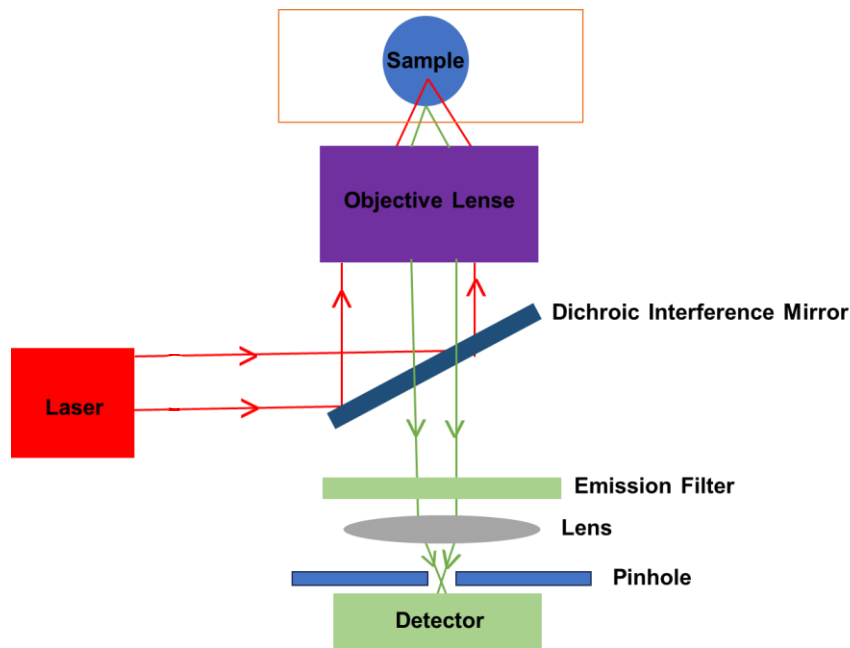 Sample
Objective Lense
Dichroic Interference Mirror
Laser
Emission Filter
Lens
Pinhole
Detector